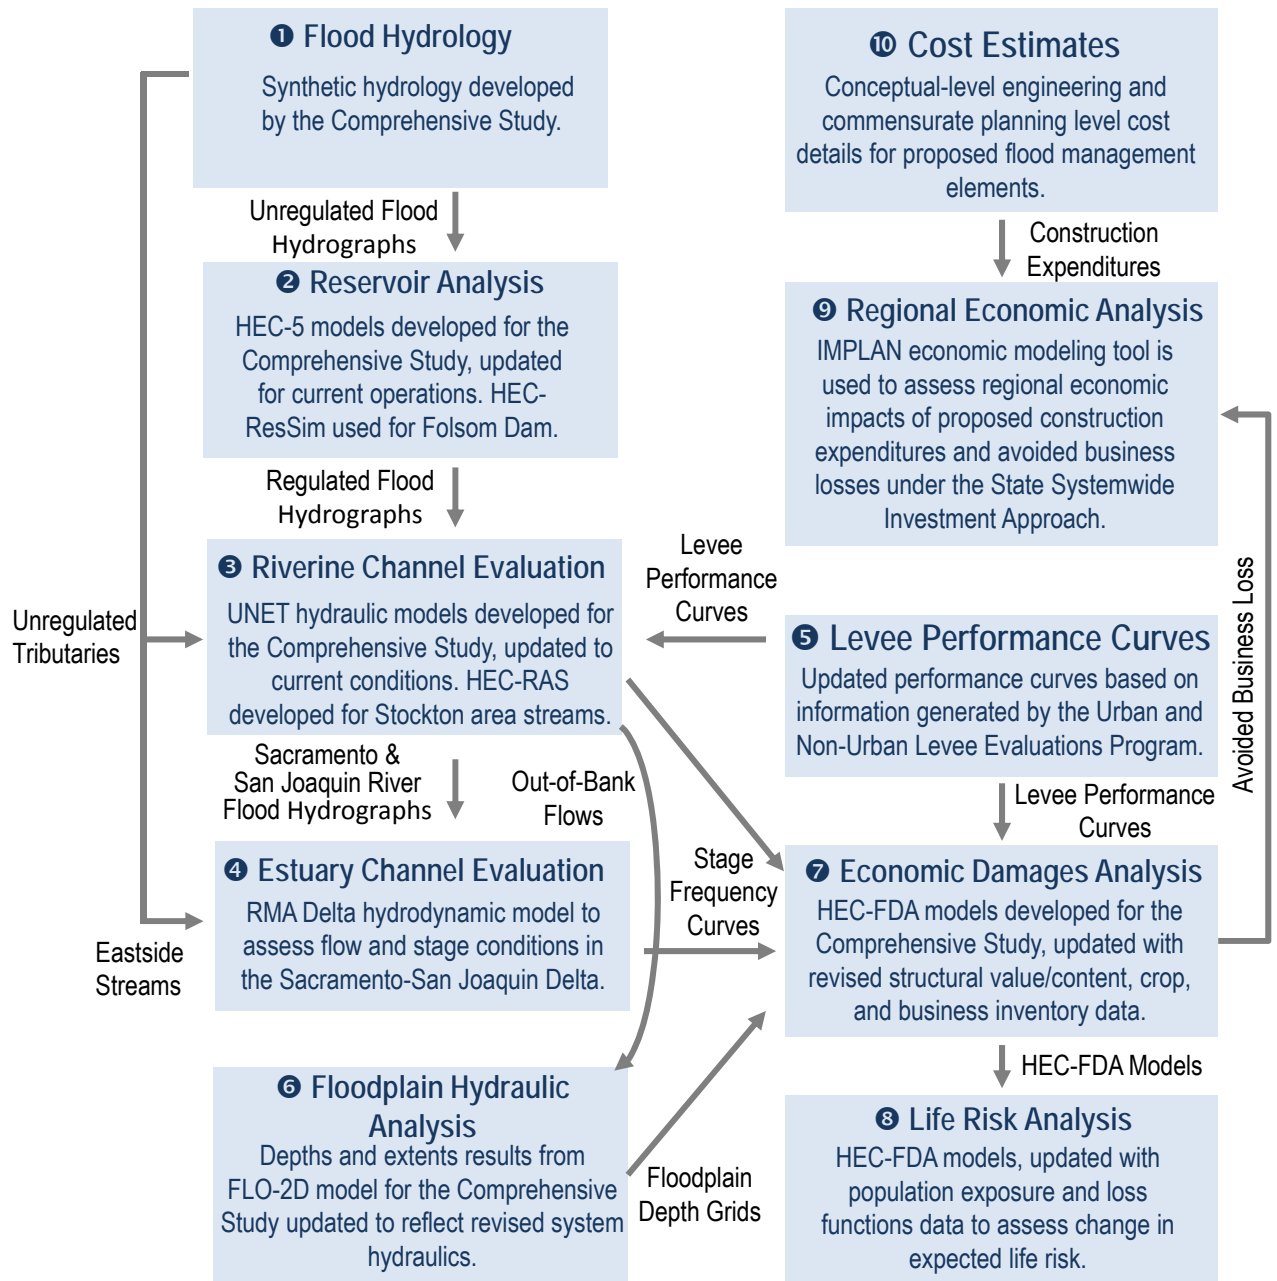 ❶ Flood Hydrology
Synthetic hydrology developed
by the Comprehensive Study.
Unregulated Flood
Hydrographs
❷ Reservoir Analysis
HEC-5 models developed for the
Comprehensive Study, updated
for current operations. HEC-
ResSim used for Folsom Dam.
Regulated Flood
Hydrographs
❸ Riverine Channel Evaluation
UNET hydraulic models developed for
the Comprehensive Study, updated to
current conditions. HEC-RAS
developed for Stockton area streams.
Unregulated
Tributaries
Sacramento &
San Joaquin River
Flood Hydrographs
Out-of-Bank
Flows
❹ Estuary Channel Evaluation
RMA Delta hydrodynamic model to
assess flow and stage conditions in
the Sacramento-San Joaquin Delta.
Eastside
Streams
❻ Floodplain Hydraulic
Analysis
Depths and extents results from
FLO-2D model for the Comprehensive
Study updated to reflect revised system
hydraulics.
Floodplain
Depth Grids
Stage
Frequency
Curves
Levee
Performance
Curves
❿ Cost Estimates
Conceptual-level engineering and
commensurate planning level cost
details for proposed flood management
elements.
Construction
Expenditures
❾ Regional Economic Analysis
IMPLAN economic modeling tool is
used to assess regional economic
impacts of proposed construction
expenditures and avoided business
losses under the State Systemwide
Investment Approach.
❺ Levee Performance Curves
Updated performance curves based on
information generated by the Urban and
Non-Urban Levee Evaluations Program.
Avoided Business Loss
Levee Performance
Curves
❼ Economic Damages Analysis
HEC-FDA models developed for the
Comprehensive Study, updated with
revised structural value/content, crop,
and business inventory data.
HEC-FDA Models
❽ Life Risk Analysis
HEC-FDA models, updated with
population exposure and loss
functions data to assess change in
expected life risk.